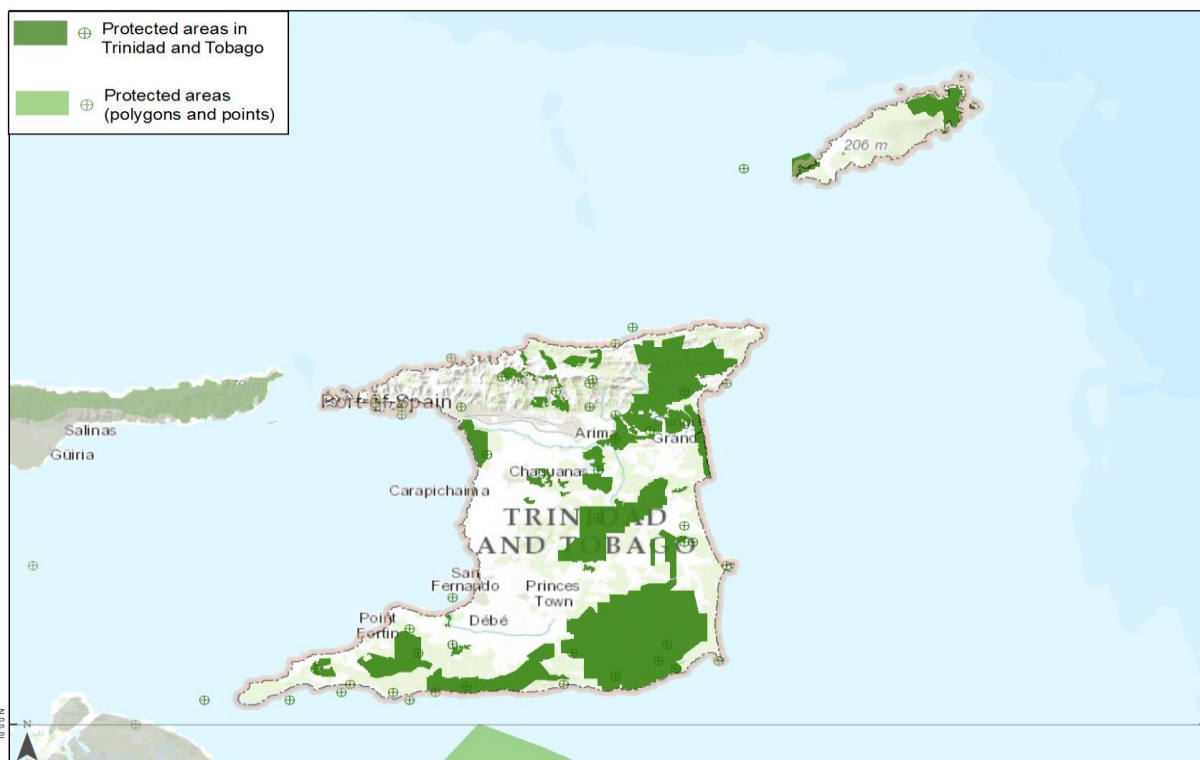 Protected areas in
Trinidad and Tobago
Protected areas
(polygons and points)
206 m
Port-of-Spain
Salinas
Güiria
Arima
Grand
Chaguanas
Carapichaima
TRINIDAD
AND TOBAGO
San
Fernando
Princes
Town
Point
Fortin
Débé
N